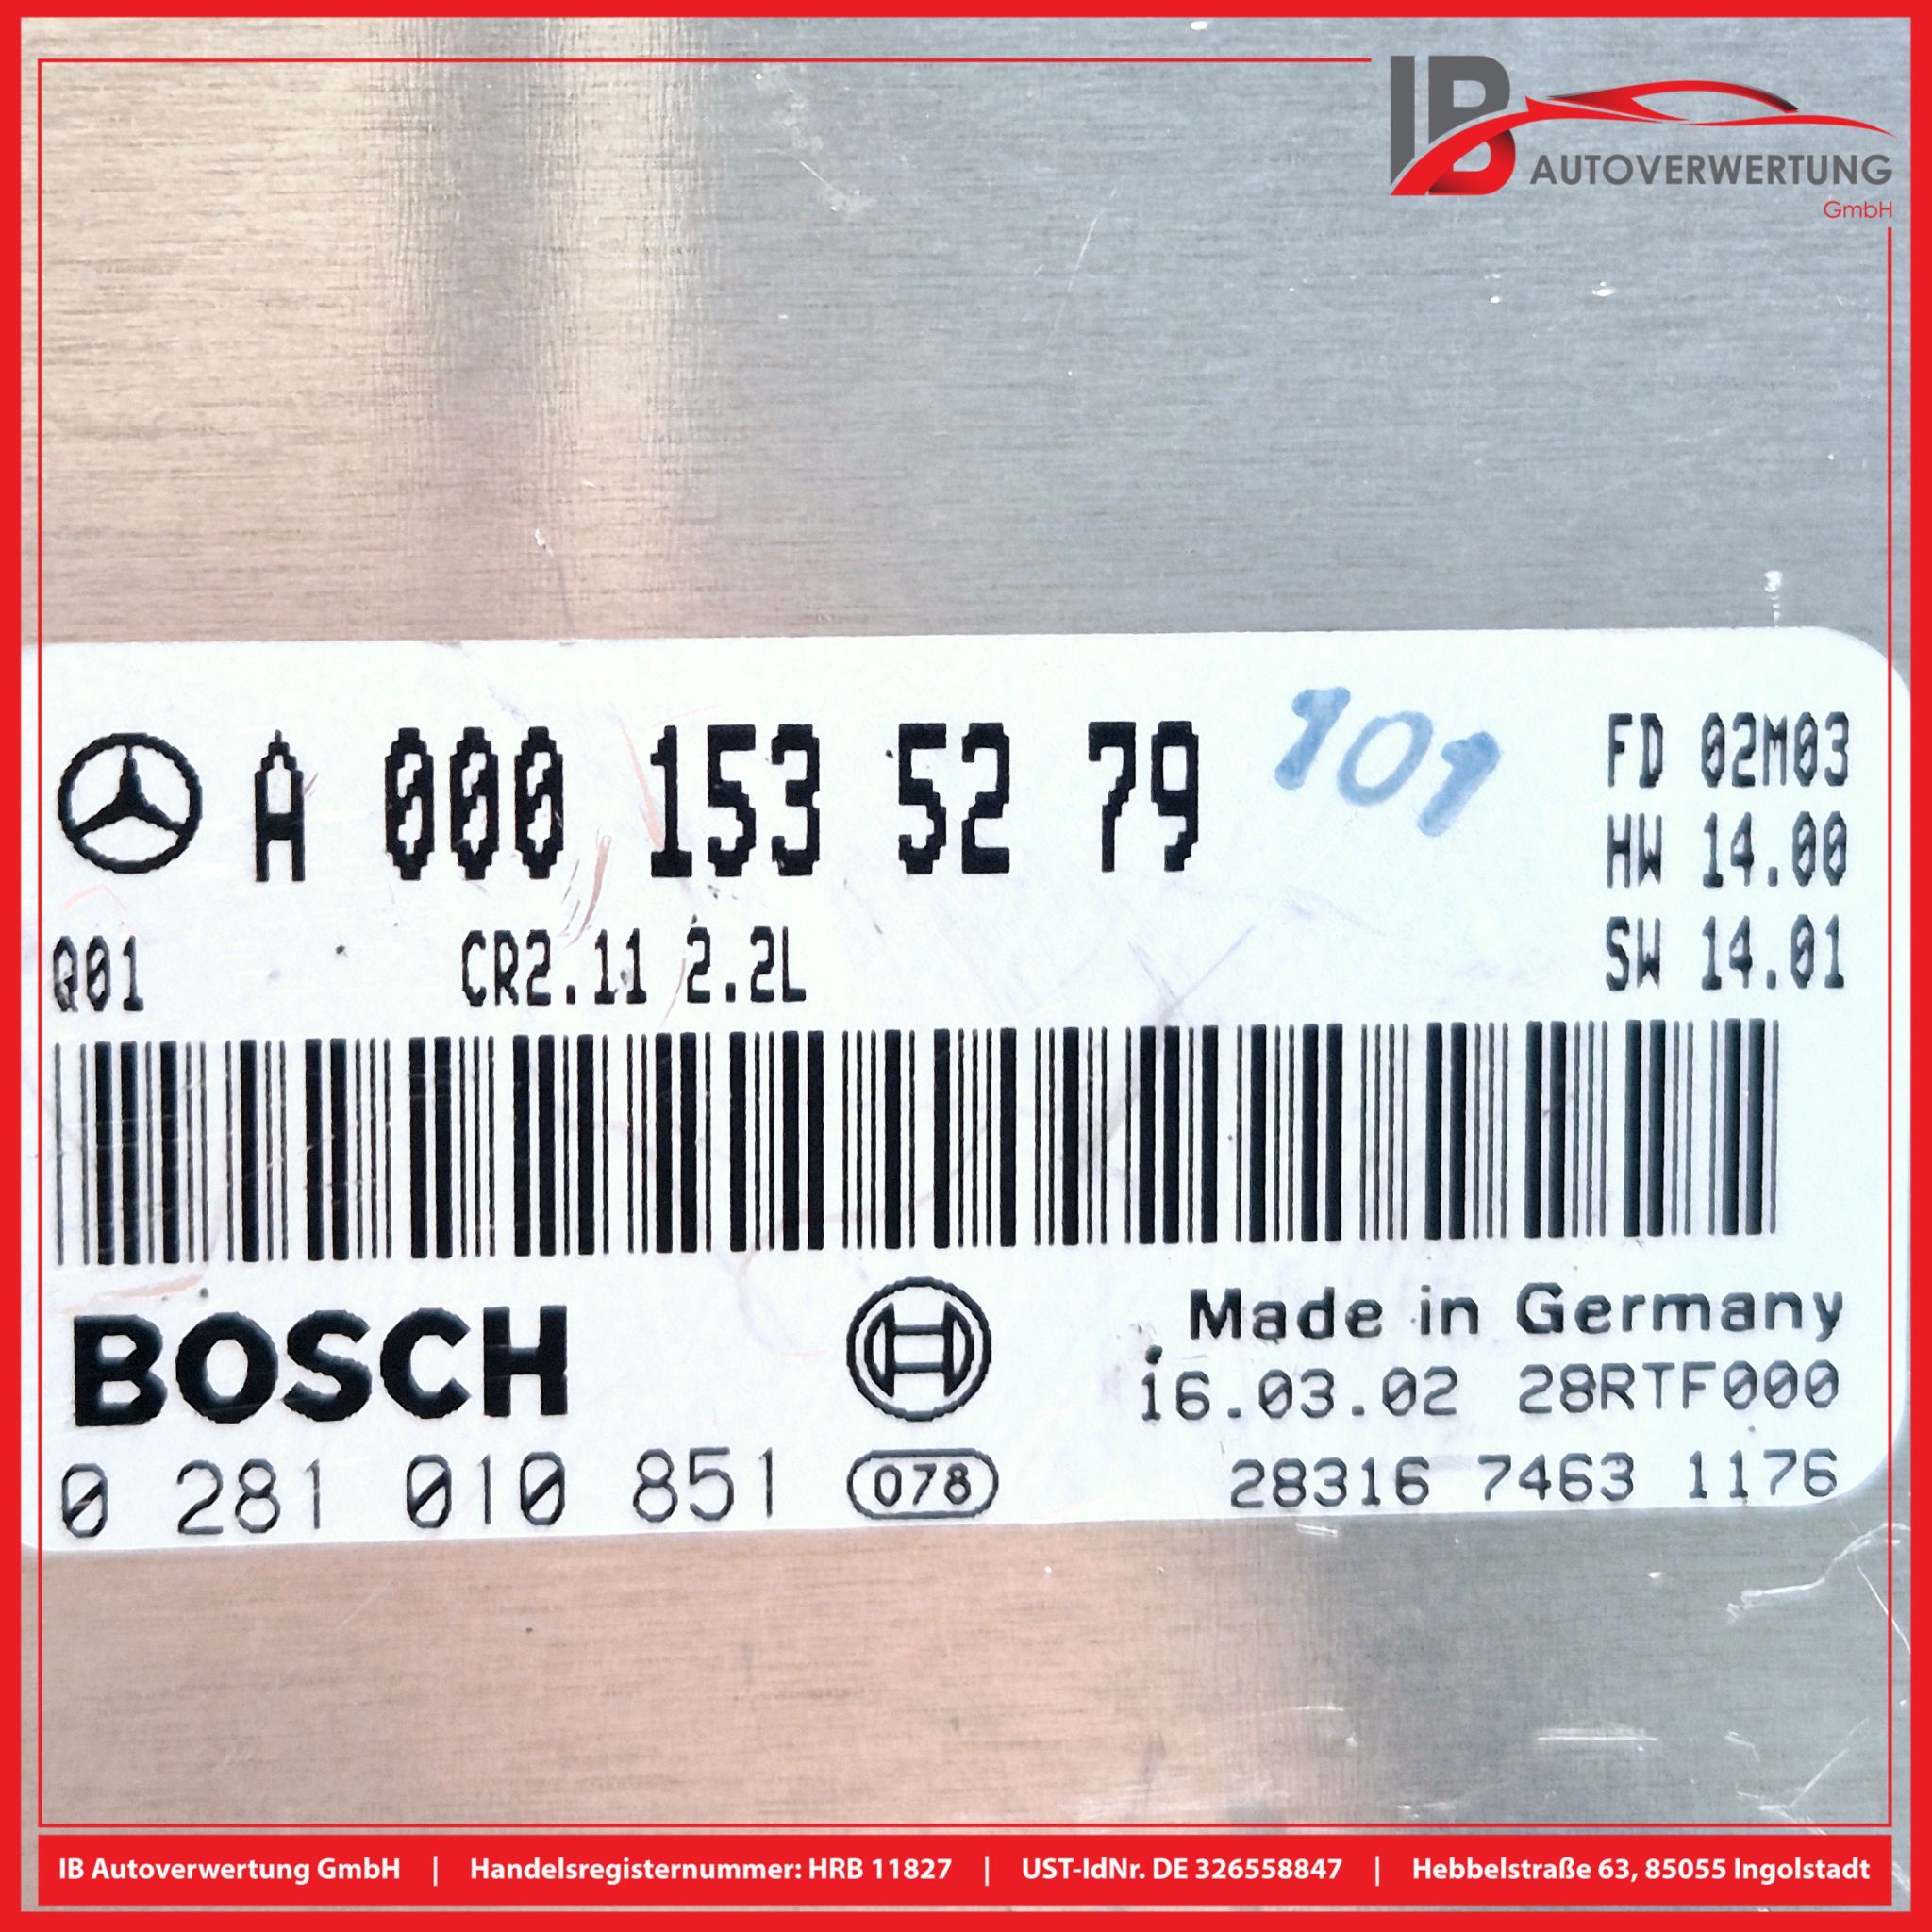 IB
AUTOVERWERTUNG
GmbH
A 000 153 52 79
101
FD 02M03
HW 14.00
Q01 CR2.11 2.2L
SW 14.01
BOSCH
Made in Germany
16.03.02 28RTF000
0 281 010 851 078
28316 7463 1176
IB Autoverwertung GmbH | Handelsregisternummer: HRB 11827 | UST-IdNr. DE 326558847 | Hebbelstraße 63, 85055 Ingolstadt